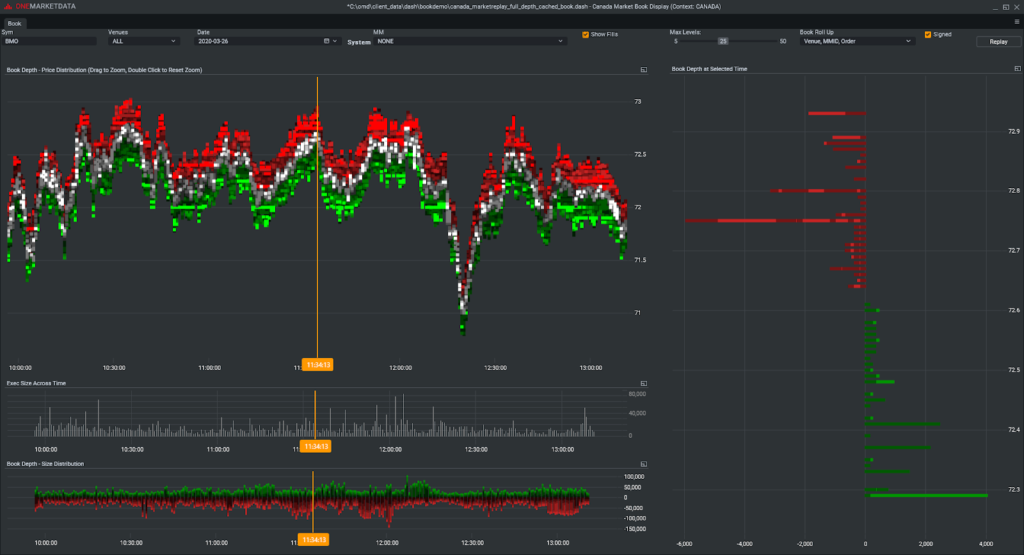 ONEMARKETDATA
*C:\omd\client_data\dash\bookdemo\canada_marketreplay_full_depth_cached_book.dash - Canada Market Book Display (Context: CANADA)
Book
Sym
Venues
Date
MM
Show Fills
Max Levels:
Book Roll Up
Signed
BMO
ALL
2020-03-26
System
NONE
5
25
50
Venue, MMID, Order
Replay
Book Depth - Price Distribution (Drag to Zoom, Double Click to Reset Zoom)
73
72.5
72
71.5
71
10:00:00
10:30:00
11:00:00
11:34:13
12:00:00
12:30:00
13:00:00
Exec Size Across Time
80,000
40,000
0
10:00:00
10:30:00
11:00:00
11:34:13
12:00:00
12:30:00
13:00:00
Book Depth - Size Distribution
100,000
50,000
0
-50,000
-100,000
-150,000
10:00:00
10:30:00
11:00:00
11:34:13
12:00:00
12:30:00
13:00:00
Book Depth at Selected Time
72.9
72.8
72.7
72.6
72.5
72.4
72.3
-6,000
-4,000
-2,000
0
2,000
4,000